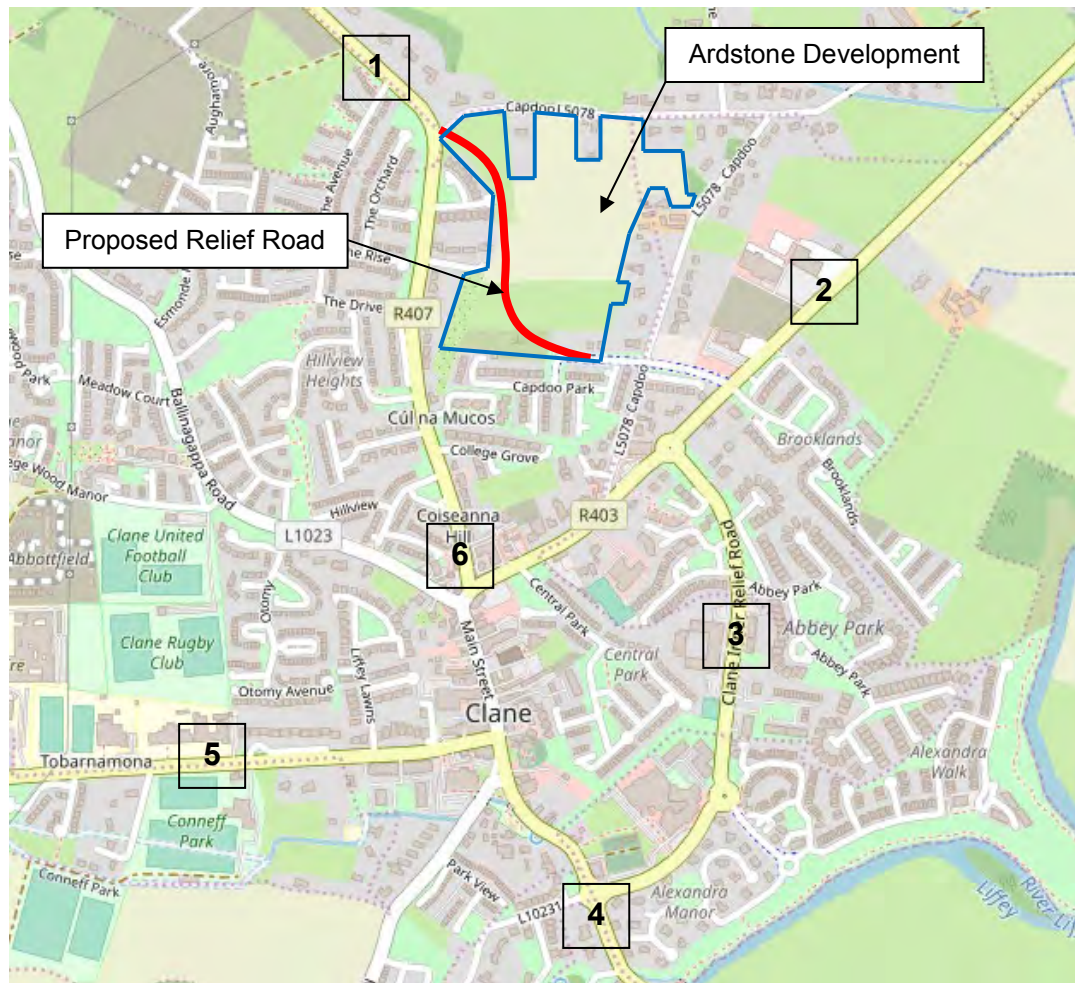 Ardstone Development
1
Aughamore
Capdoo L5078
The Avenue
The Orchard
L5078 Capdoo
Proposed Relief Road
The Rise
2
Esmonde
The Drive
R407
Hillview
Heights
Meadow Court
Ballinagappa Road
Capdoo Park
L5078 Capdoo
Cúl na Mucos
College Grove
Brooklands
Brooklands
Wood Manor
Hillview
Coiseanna
Hill
R403
L1023
Abbottfield
Clane United
Football
Club
6
Clane Inner Relief Road
Otomy
Central Park
Abbey Park
3
Abbey Park
Clane Rugby
Club
Main Street
Liffey Lawns
Central
Park
Abbey Park
Otomy Avenue
Clane
Tobarnamona
5
Alexandra
Walk
Conneff
Park
Conneff Park
Park View
L10231
4
Alexandra
Manor
Liffey
River